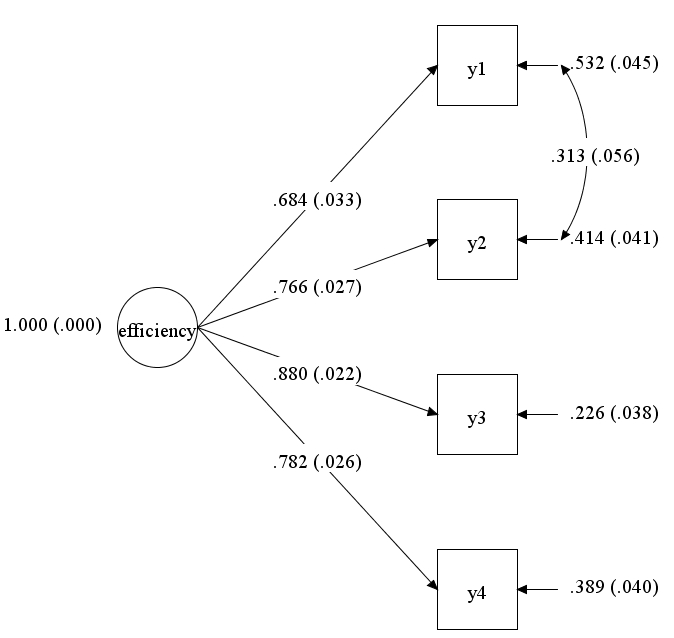 y1
.532 (.045)
.313 (.056)
.684 (.033)
y2
.414 (.041)
.766 (.027)
1.000 (.000)
efficiency
.880 (.022)
y3
.226 (.038)
.782 (.026)
y4
.389 (.040)